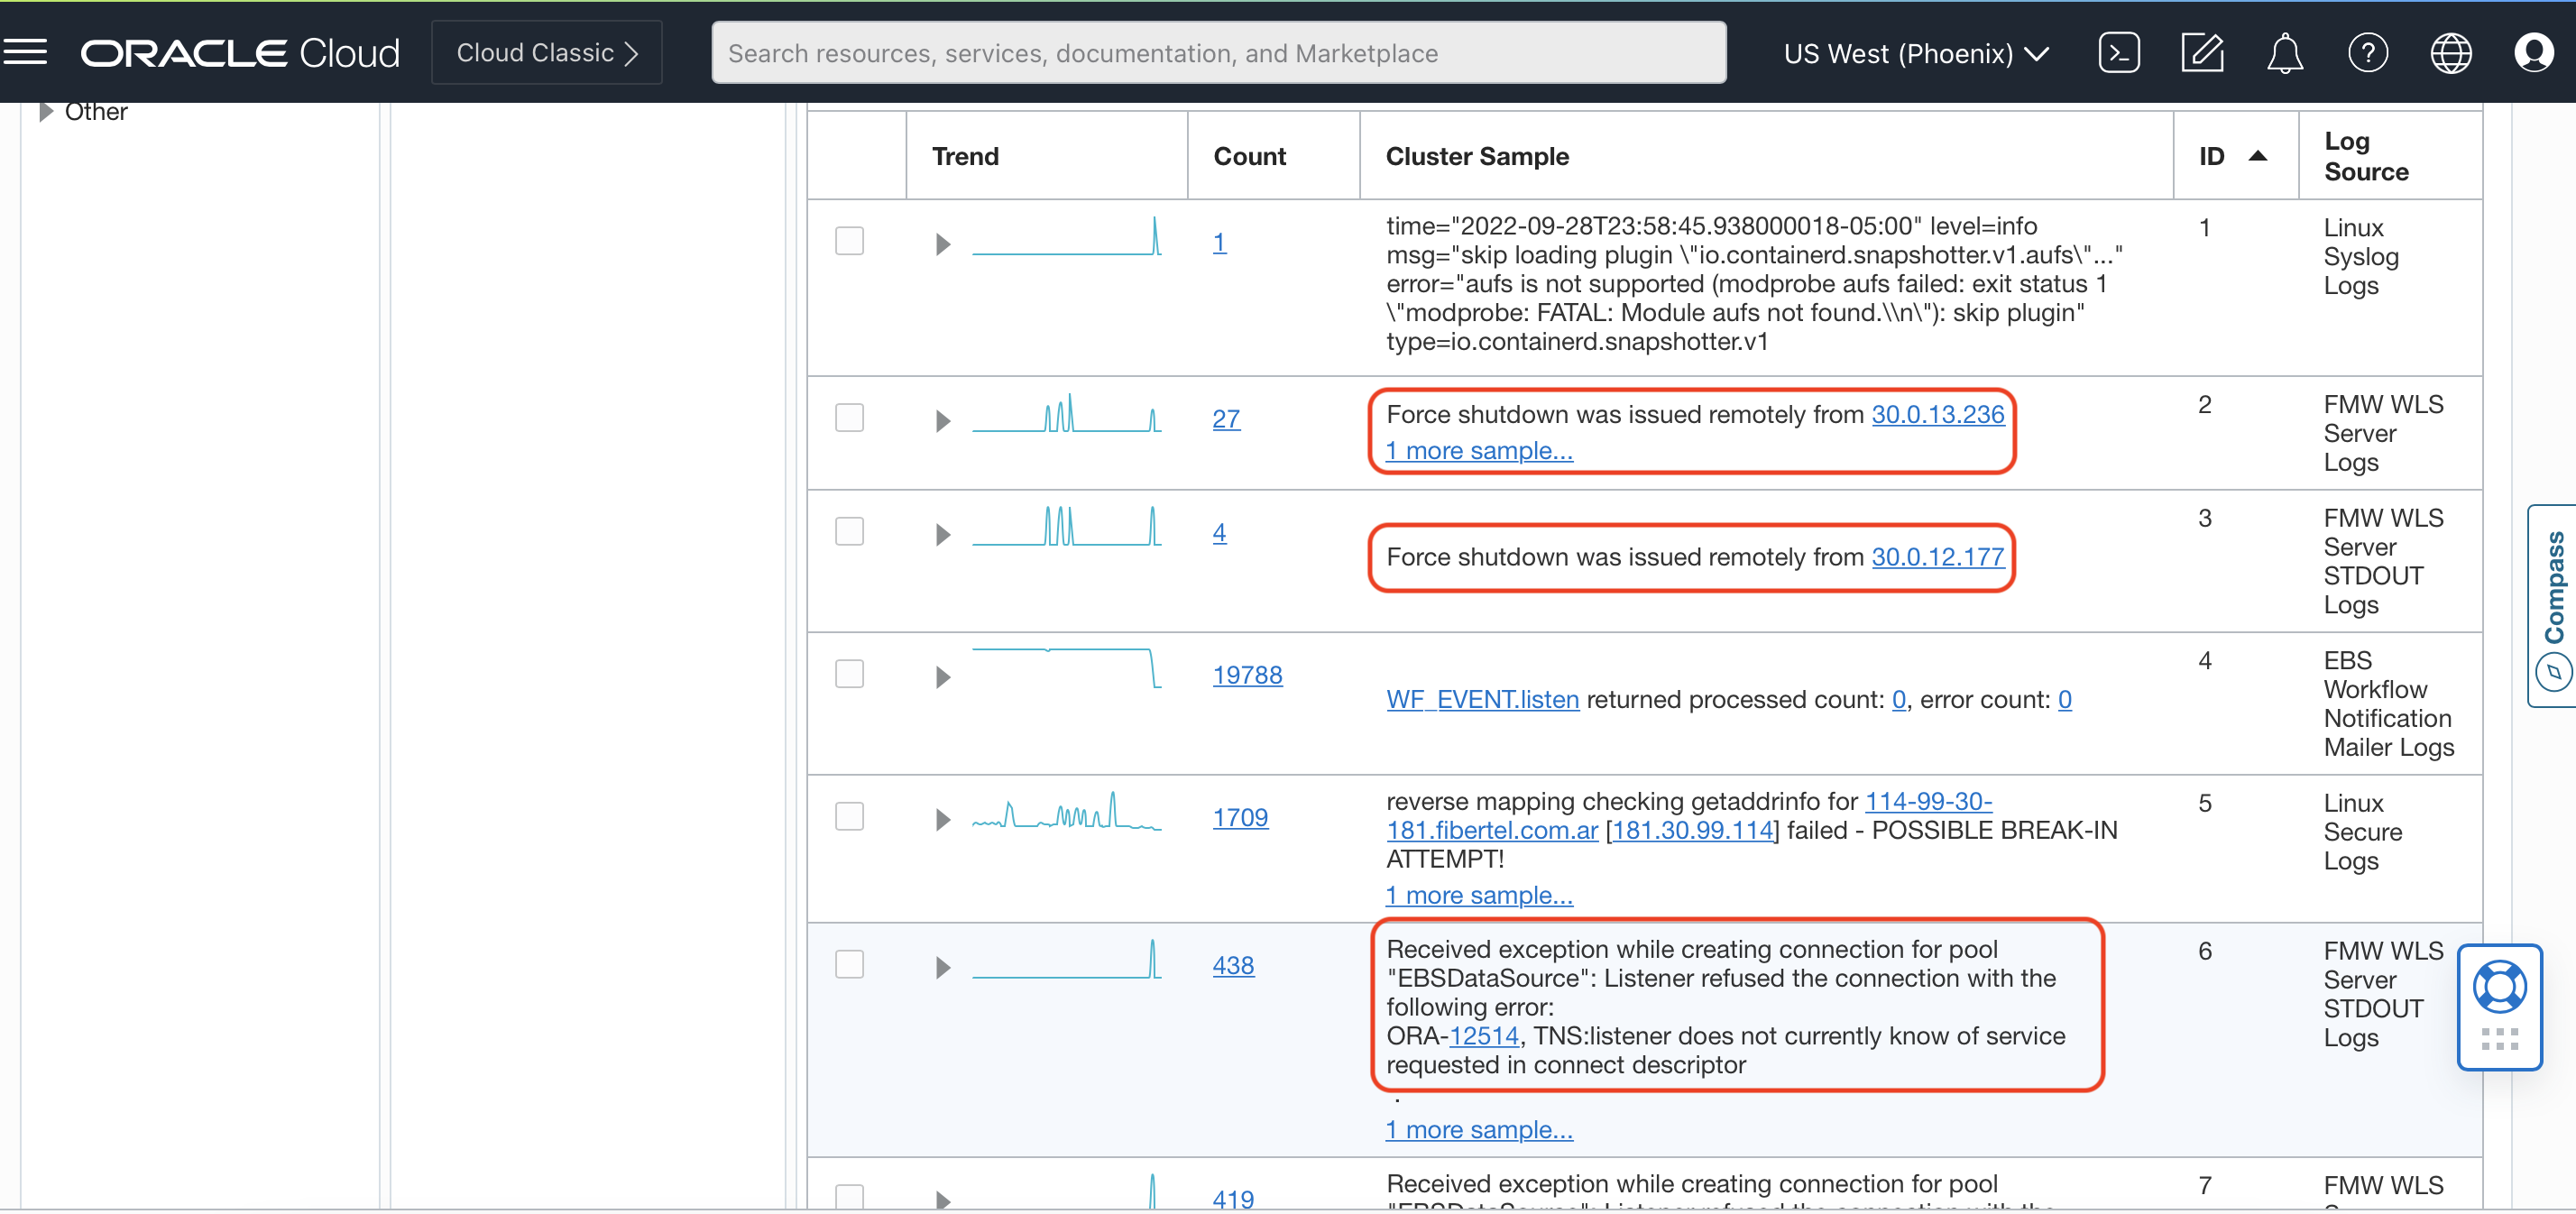 ORACLE Cloud
Cloud Classic
Search resources, services, documentation, and Marketplace
US West (Phoenix)
Other
Trend
Count
Cluster Sample
ID
Log
Source
1
time="2022-09-28T23:58:45.938000018-05:00" level=info
msg="skip loading plugin \"io.containerd.snapshotter.v1.aufs\"..."
error="aufs is not supported (modprobe aufs failed: exit status 1
\"modprobe: FATAL: Module aufs not found.\\n\"): skip plugin"
type=io.containerd.snapshotter.v1
1
Linux
Syslog
Logs
27
Force shutdown was issued remotely from 30.0.13.236
1 more sample...
2
FMW WLS
Server
Logs
4
Force shutdown was issued remotely from 30.0.12.177
3
FMW WLS
Server
STDOUT
Logs
19788
WF_EVENT.listen returned processed count: 0, error count: 0
4
EBS
Workflow
Notification
Mailer Logs
1709
reverse mapping checking getaddrinfo for 114-99-30-
181.fibertel.com.ar [181.30.99.114] failed - POSSIBLE BREAK-IN
ATTEMPT!
1 more sample...
5
Linux
Secure
Logs
438
Received exception while creating connection for pool
"EBSDataSource": Listener refused the connection with the
following error:
ORA-12514, TNS:listener does not currently know of service
requested in connect descriptor
.
1 more sample...
6
FMW WLS
Server
STDOUT
Logs
419
Received exception while creating connection for pool
"EBSDataSource": Listener refused the connection with the
7
FMW WLS
Compass